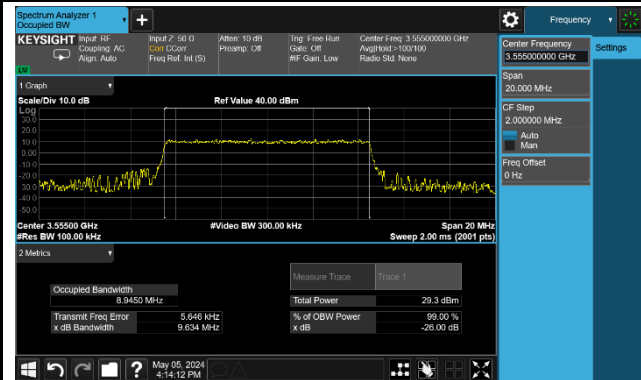 Spectrum Analyzer 1
Occupied BW
Frequency
KEYSIGHT
Input: RF
Coupling: AC
Align: Auto
Input Z: 50 Ω
Corr CCorr
Freq Ref: Int (S)
Atten: 10 dB
Preamp: Off
Trig: Free Run
Gate: Off
#IF Gain: Low
Center Freq: 3.555000000 GHz
Avg|Hold:>100/100
Radio Std: None
LXI
Center Frequency
3.555000000 GHz
Settings
Span
20.000 MHz
CF Step
2.000000 MHz
Auto
Man
Freq Offset
0 Hz
1 Graph
Scale/Div 10.0 dB
Ref Value 40.00 dBm
Log
30.0
20.0
10.0
0.00
-10.0
-20.0
-30.0
-40.0
-50.0
Center 3.55500 GHz
#Video BW 300.00 kHz
Span 20 MHz
#Res BW 100.00 kHz
Sweep 2.00 ms (2001 pts)
2 Metrics
Measure Trace
Trace 1
Occupied Bandwidth
8.9450 MHz
Total Power
29.3 dBm
Transmit Freq Error
5.646 kHz
% of OBW Power
99.00 %
x dB Bandwidth
9.634 MHz
x dB
-26.00 dB
?
May 05, 2024
4:14:12 PM